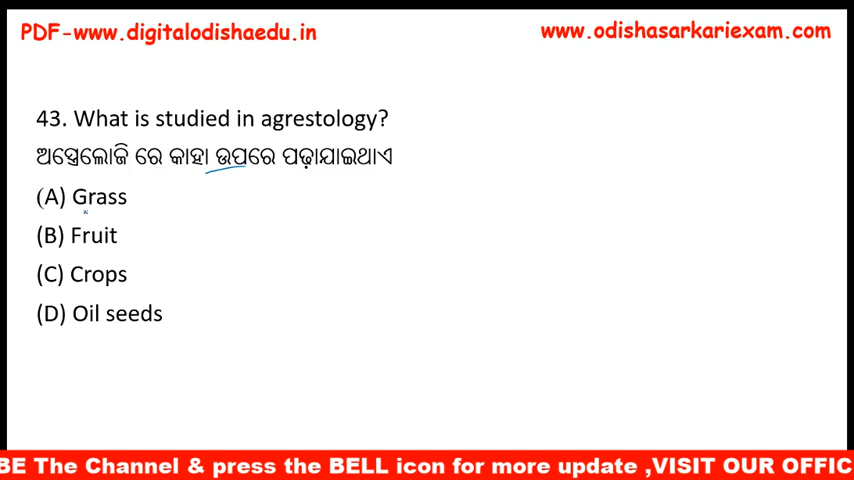 PDF-www.digitalodishaedu.in
www.odishasarkariexam.com
43. What is studied in agrestology?
ଅସ୍ତ୍ରେଲୋଜି ରେ କାହା ଉପରେ ପଢ଼ାଯାଇଥାଏ
(A) Grass
(B) Fruit
(C) Crops
(D) Oil seeds
BE The Channel & press the BELL icon for more update ,VISIT OUR OFFIC